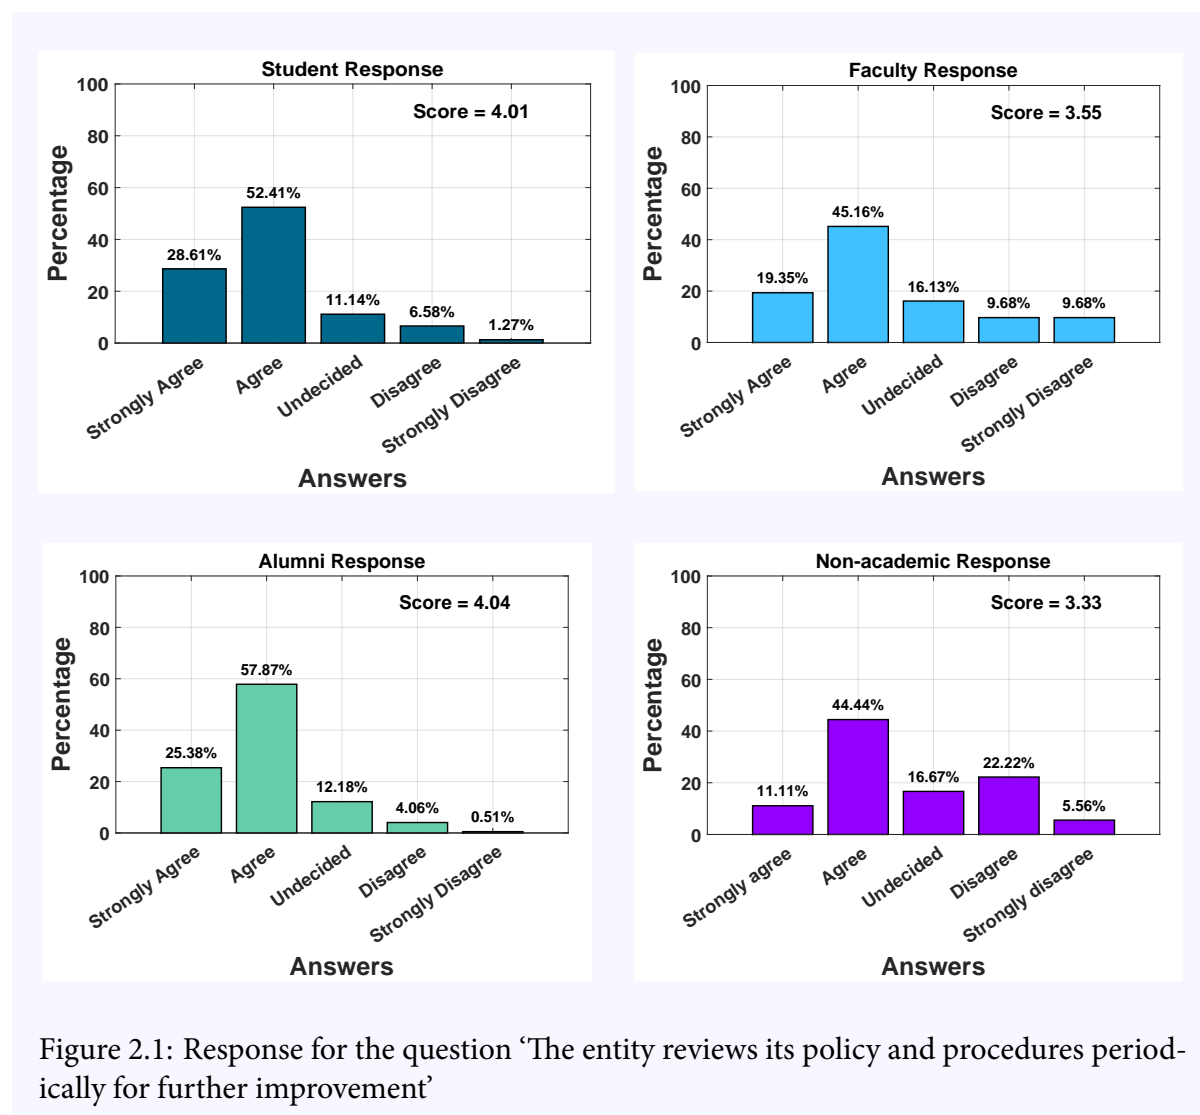 Student Response
Score = 4.01
Percentage
100
80
60
40
20
0
28.61%
52.41%
11.14%
6.58%
1.27%
Strongly Agree
Agree
Undecided
Disagree
Strongly Disagree
Answers
Faculty Response
Score = 3.55
Percentage
100
80
60
40
20
0
19.35%
45.16%
16.13%
9.68%
9.68%
Strongly Agree
Agree
Undecided
Disagree
Strongly Disagree
Answers
Alumni Response
Score = 4.04
Percentage
100
80
60
40
20
0
25.38%
57.87%
12.18%
4.06%
0.51%
Strongly Agree
Agree
Undecided
Disagree
Strongly Disagree
Answers
Non-academic Response
Score = 3.33
Percentage
100
80
60
40
20
0
11.11%
44.44%
16.67%
22.22%
5.56%
Strongly agree
Agree
Undecided
Disagree
Strongly disagree
Answers
Figure 2.1: Response for the question ‘The entity reviews its policy and procedures period-
ically for further improvement’